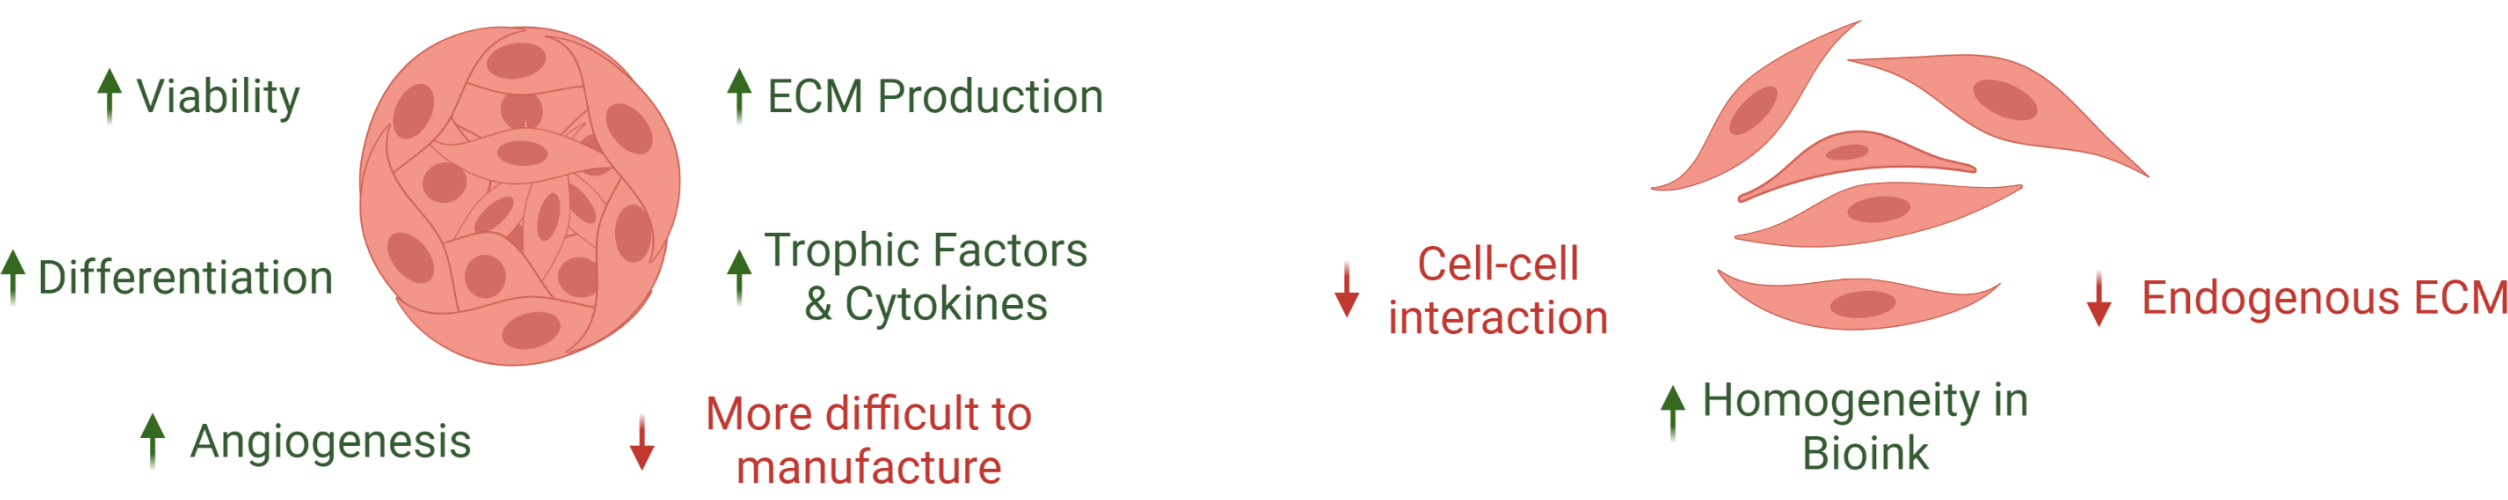 Viability
ECM Production
Differentiation
Trophic Factors
& Cytokines
Angiogenesis
More difficult to
manufacture
Cell-cell
interaction
Endogenous ECM
Homogeneity in
Bioink